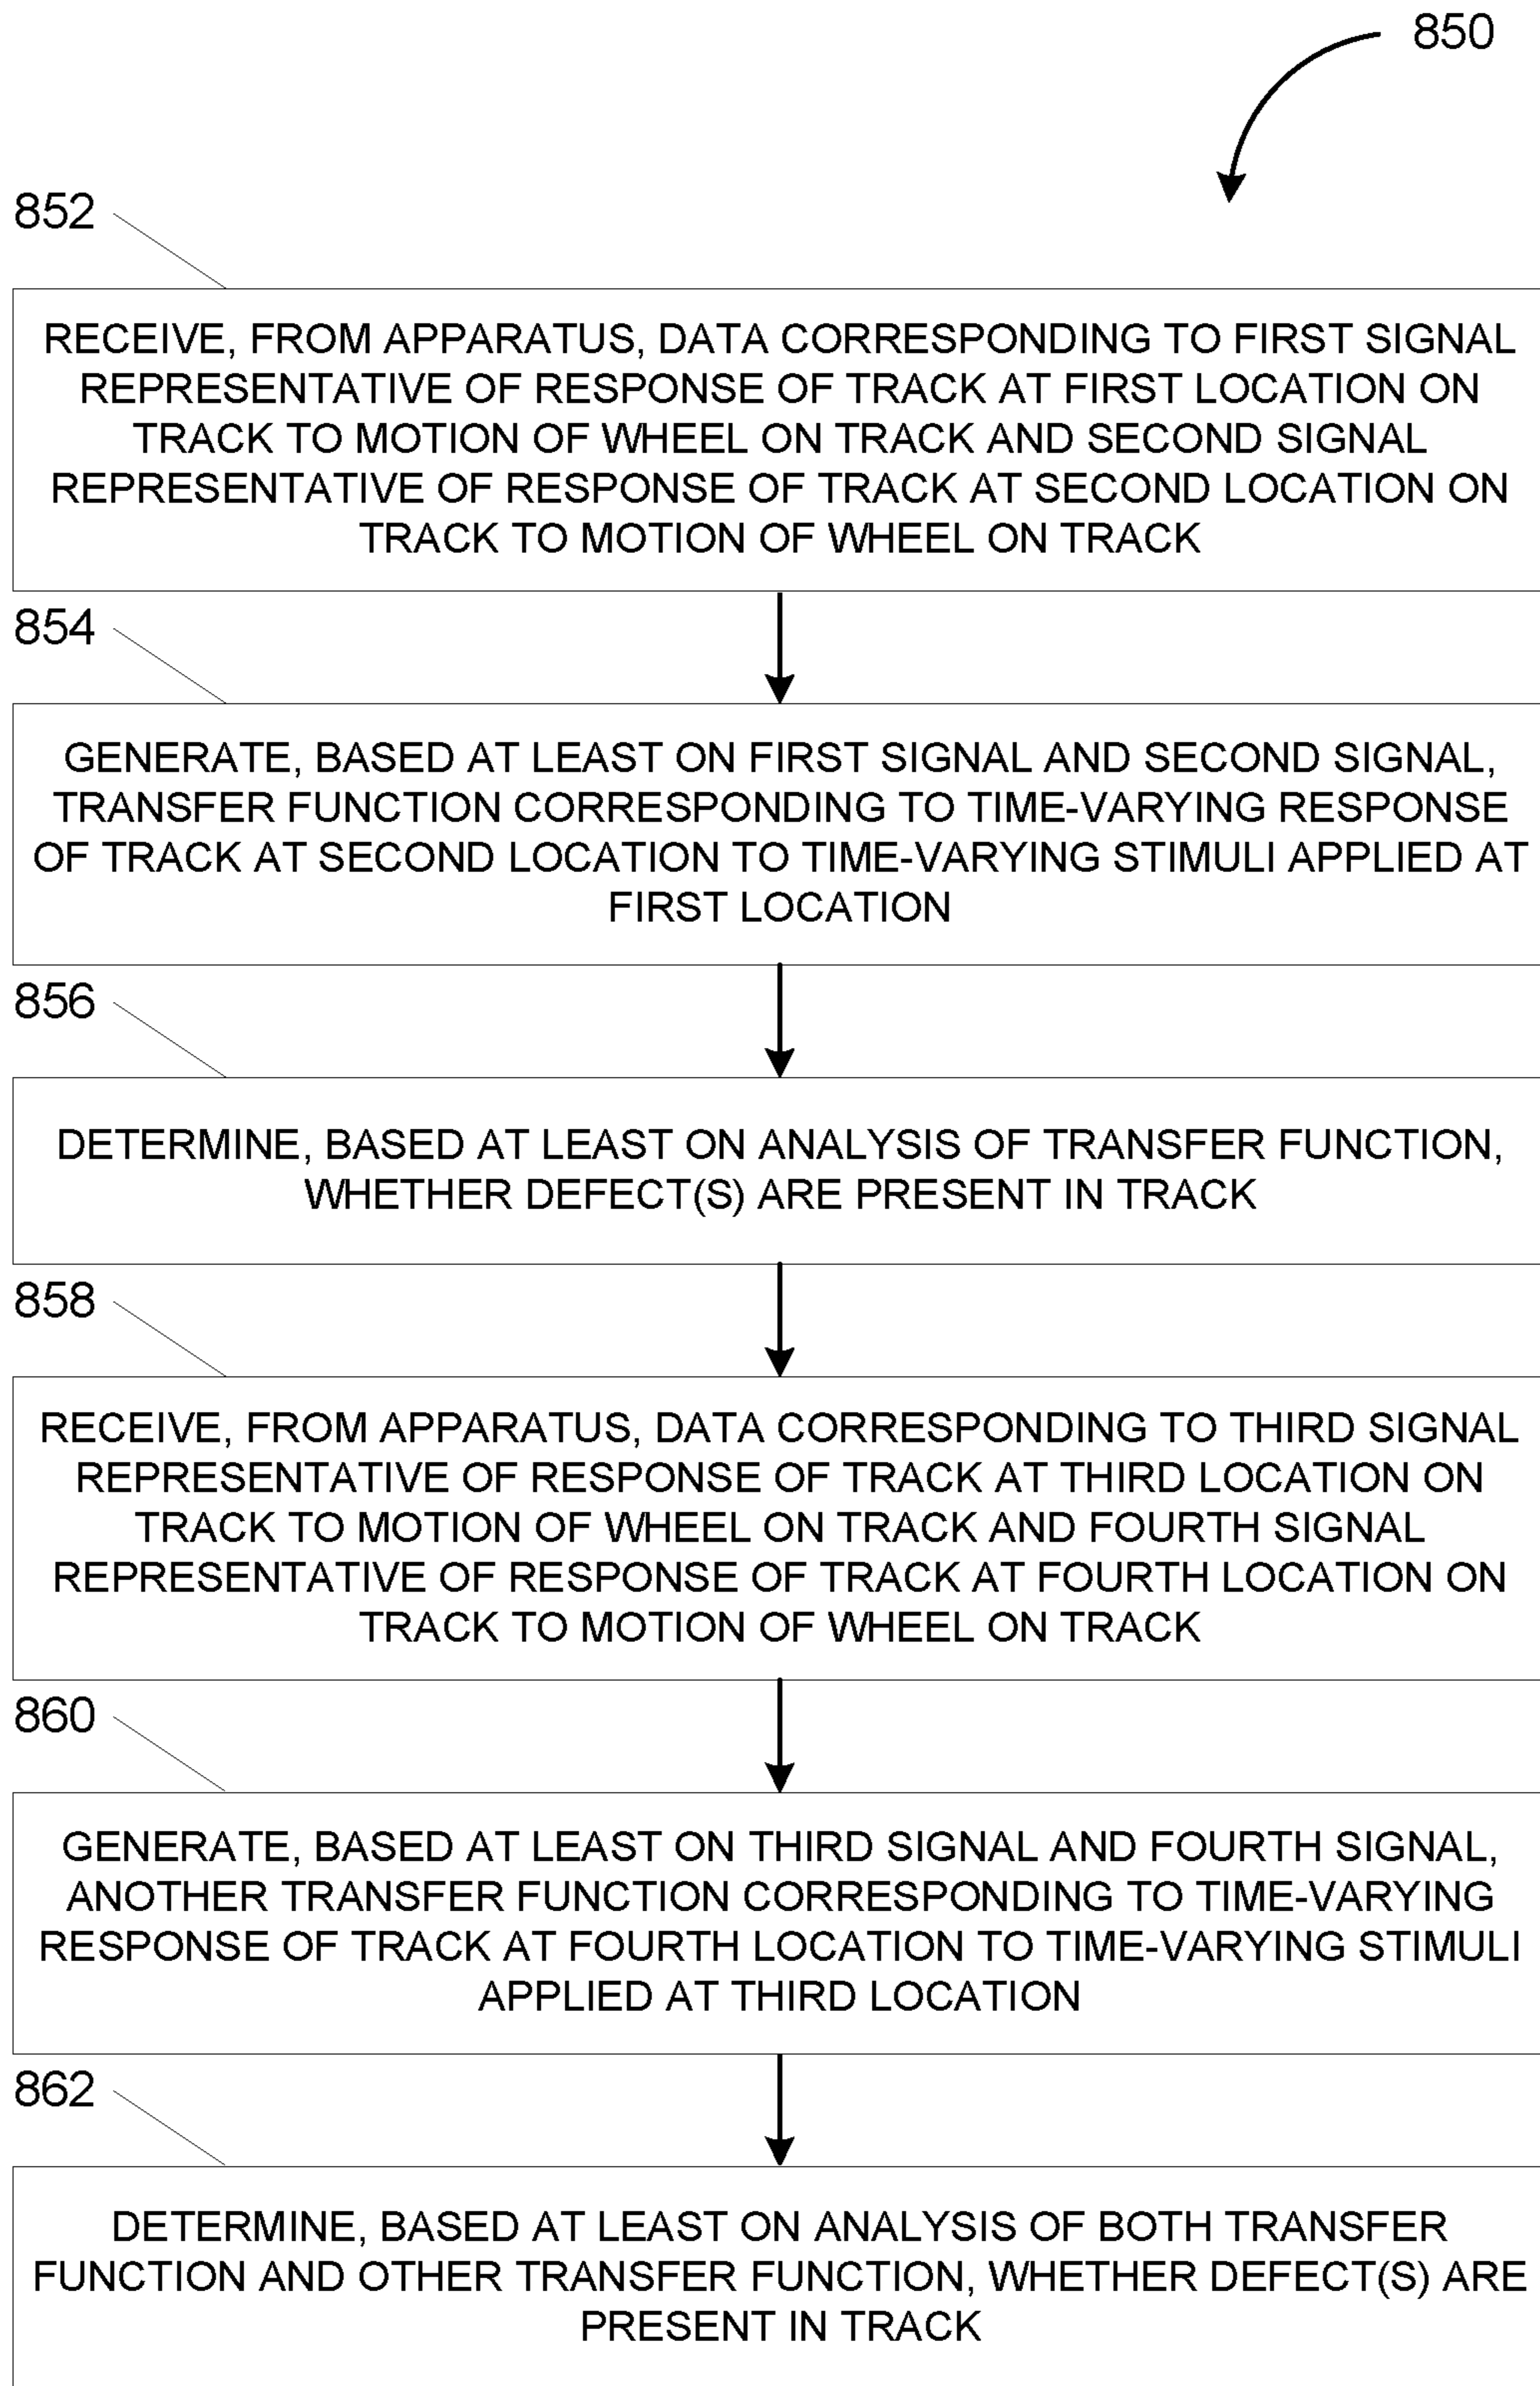 850
852
RECEIVE, FROM APPARATUS, DATA CORRESPONDING TO FIRST SIGNAL
REPRESENTATIVE OF RESPONSE OF TRACK AT FIRST LOCATION ON
TRACK TO MOTION OF WHEEL ON TRACK AND SECOND SIGNAL
REPRESENTATIVE OF RESPONSE OF TRACK AT SECOND LOCATION ON
TRACK TO MOTION OF WHEEL ON TRACK
854
GENERATE, BASED AT LEAST ON FIRST SIGNAL AND SECOND SIGNAL,
TRANSFER FUNCTION CORRESPONDING TO TIME-VARYING RESPONSE
OF TRACK AT SECOND LOCATION TO TIME-VARYING STIMULI APPLIED AT
FIRST LOCATION
856
DETERMINE, BASED AT LEAST ON ANALYSIS OF TRANSFER FUNCTION,
WHETHER DEFECT(S) ARE PRESENT IN TRACK
858
RECEIVE, FROM APPARATUS, DATA CORRESPONDING TO THIRD SIGNAL
REPRESENTATIVE OF RESPONSE OF TRACK AT THIRD LOCATION ON
TRACK TO MOTION OF WHEEL ON TRACK AND FOURTH SIGNAL
REPRESENTATIVE OF RESPONSE OF TRACK AT FOURTH LOCATION ON
TRACK TO MOTION OF WHEEL ON TRACK
860
GENERATE, BASED AT LEAST ON THIRD SIGNAL AND FOURTH SIGNAL,
ANOTHER TRANSFER FUNCTION CORRESPONDING TO TIME-VARYING
RESPONSE OF TRACK AT FOURTH LOCATION TO TIME-VARYING STIMULI
APPLIED AT THIRD LOCATION
862
DETERMINE, BASED AT LEAST ON ANALYSIS OF BOTH TRANSFER
FUNCTION AND OTHER TRANSFER FUNCTION, WHETHER DEFECT(S) ARE
PRESENT IN TRACK